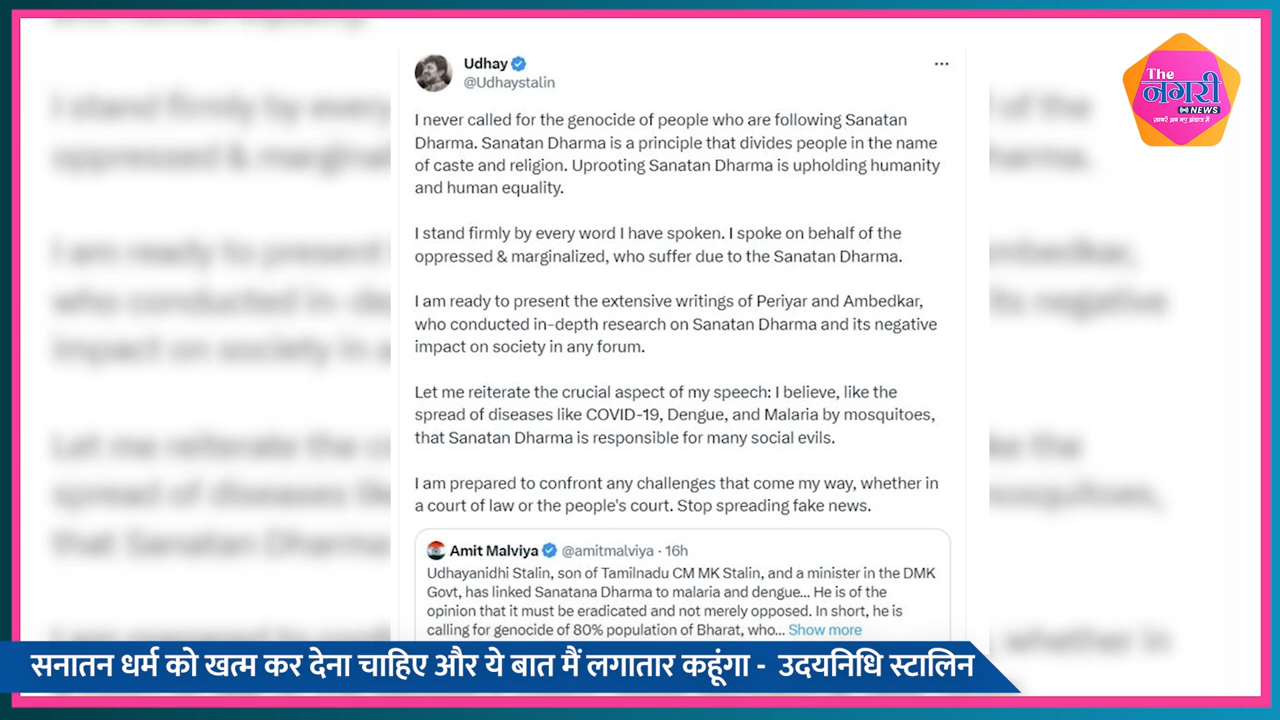 Udhay
@Udhaystalin
The
नगरी
NEWS
ख़बरें अब नए अंदाज में
I never called for the genocide of people who are following Sanatan
Dharma. Sanatan Dharma is a principle that divides people in the name
of caste and religion. Uprooting Sanatan Dharma is upholding humanity
and human equality.
I stand firmly by every word I have spoken. I spoke on behalf of the
oppressed & marginalized, who suffer due to the Sanatan Dharma.
I am ready to present the extensive writings of Periyar and Ambedkar,
who conducted in-depth research on Sanatan Dharma and its negative
impact on society in any forum.
Let me reiterate the crucial aspect of my speech: I believe, like the
spread of diseases like COVID-19, Dengue, and Malaria by mosquitoes,
that Sanatan Dharma is responsible for many social evils.
I am prepared to confront any challenges that come my way, whether in
a court of law or the people's court. Stop spreading fake news.
Amit Malviya @amitmalviya · 16h
Udhayanidhi Stalin, son of Tamilnadu CM MK Stalin, and a minister in the DMK
Govt, has linked Sanatana Dharma to malaria and dengue... He is of the
opinion that it must be eradicated and not merely opposed. In short, he is
calling for genocide of 80% population of Bharat, who... Show more
सनातन धर्म को खत्म कर देना चाहिए और ये बात मैं लगातार कहूंगा - उदयनिधि स्टालिन